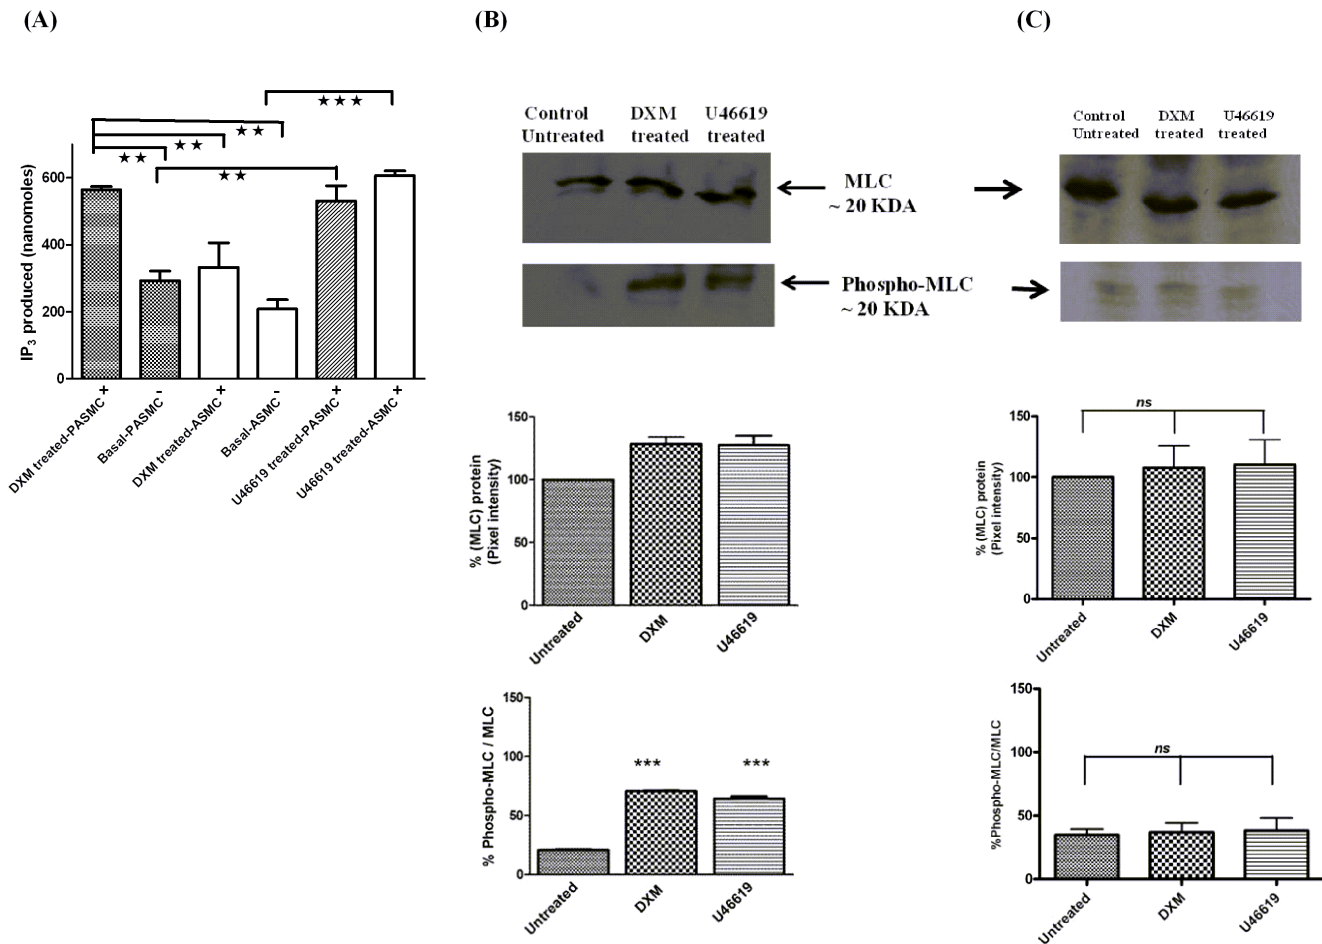 (A)
★★★
★★
★★
★★
★★
IP3 produced (nanomoles)
600
400
200
0
+
-
+
-
+
+
DXM treated-PASMC
Basal-PASMC
DXM treated-ASMC
Basal-ASMC
U46619 treated-PASMC
U46619 treated-ASMC
(B)
Control Untreated
DXM treated
U46619 treated
MLC
~ 20 KDA
Phospho-MLC
~ 20 KDA
% (MLC) protein
(Pixel intensity)
150
100
50
0
Untreated
DXM
U46619
% Phospho-MLC / MLC
150
100
50
0
***
***
Untreated
DXM
U46619
(C)
Control Untreated
DXM treated
U46619 treated
% (MLC) protein
(Pixel intensity)
150
100
50
0
ns
Untreated
DXM
U46619
%Phospho-MLC/MLC
150
100
50
0
ns
Untreated
DXM
U46619